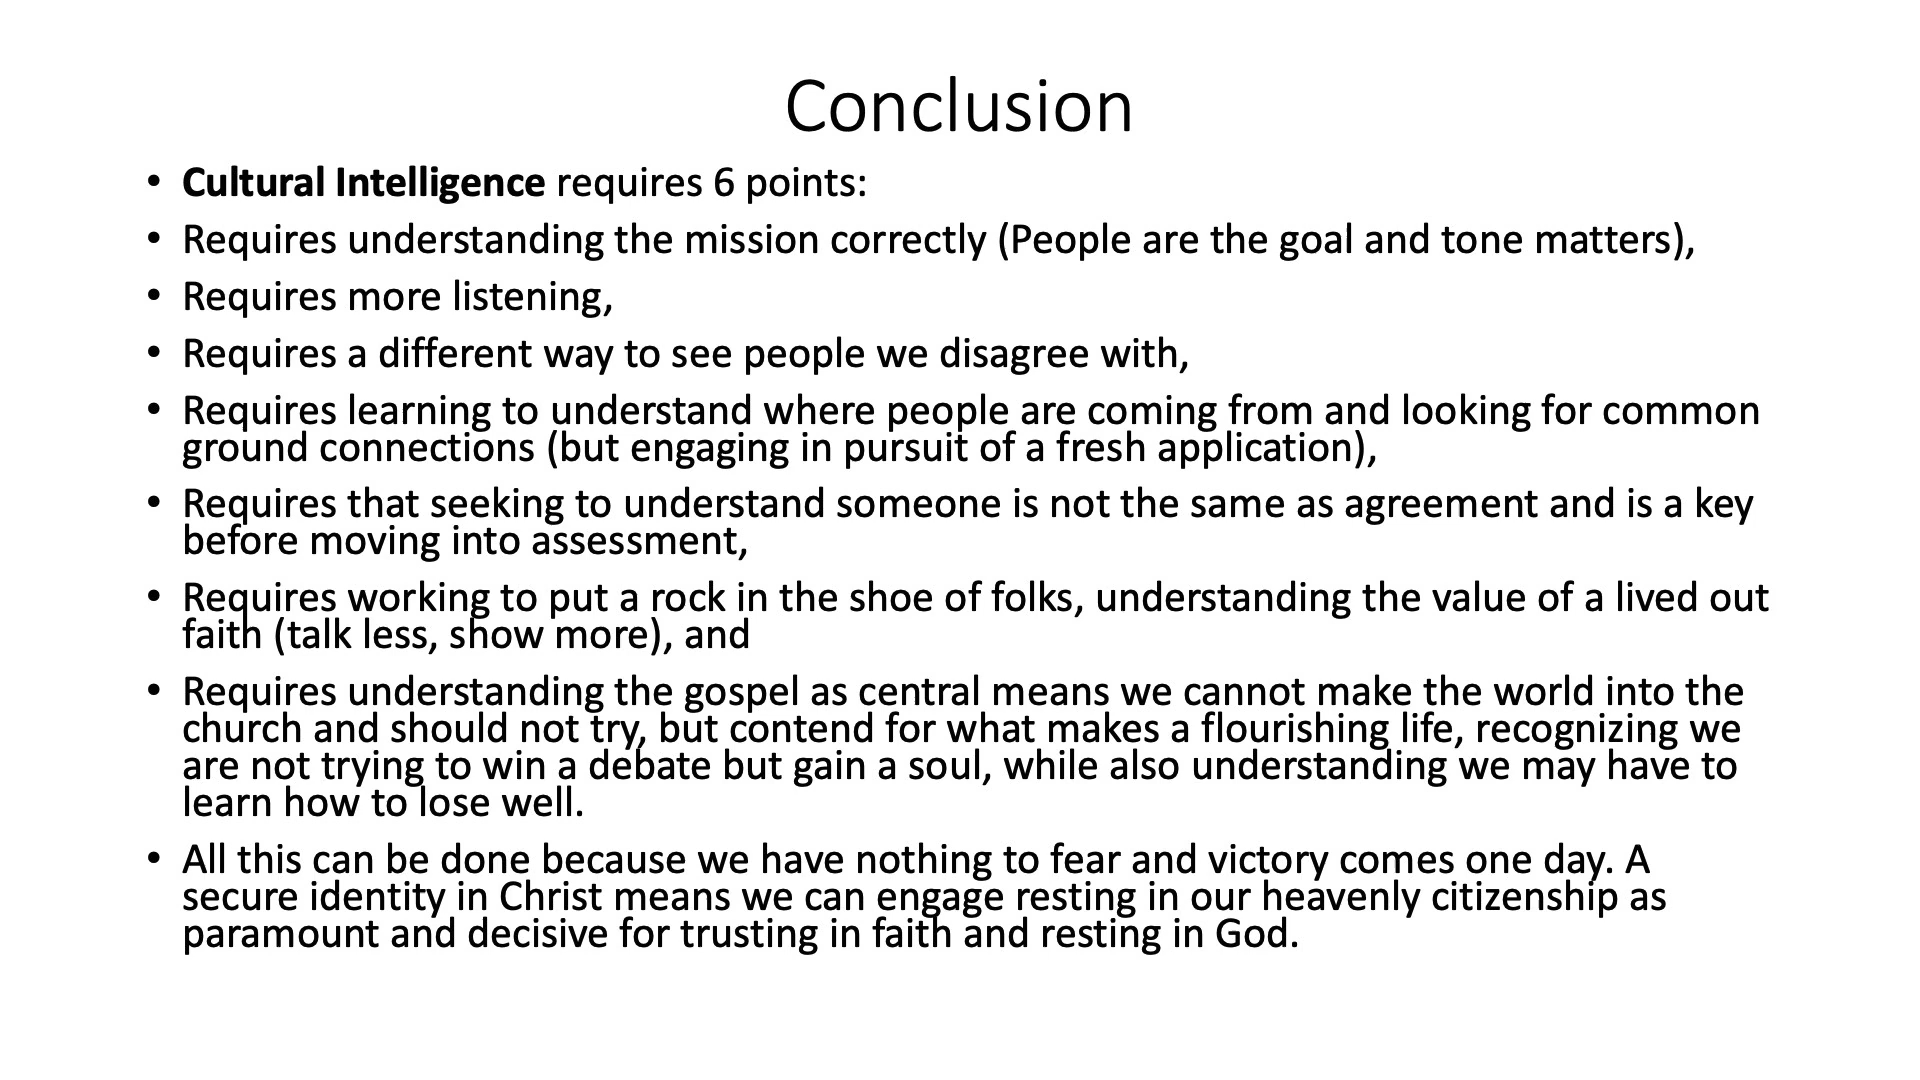 Conclusion
• Cultural Intelligence requires 6 points:
• Requires understanding the mission correctly (People are the goal and tone matters),
• Requires more listening,
• Requires a different way to see people we disagree with,
• Requires learning to understand where people are coming from and looking for common
ground connections (but engaging in pursuit of a fresh application),
• Requires that seeking to understand someone is not the same as agreement and is a key
before moving into assessment,
• Requires working to put a rock in the shoe of folks, understanding the value of a lived out
faith (talk less, show more), and
• Requires understanding the gospel as central means we cannot make the world into the
church and should not try, but contend for what makes a flourishing life, recognizing we
are not trying to win a debate but gain a soul, while also understanding we may have to
learn how to lose well.
• All this can be done because we have nothing to fear and victory comes one day. A
secure identity in Christ means we can engage resting in our heavenly citizenship as
paramount and decisive for trusting in faith and resting in God.